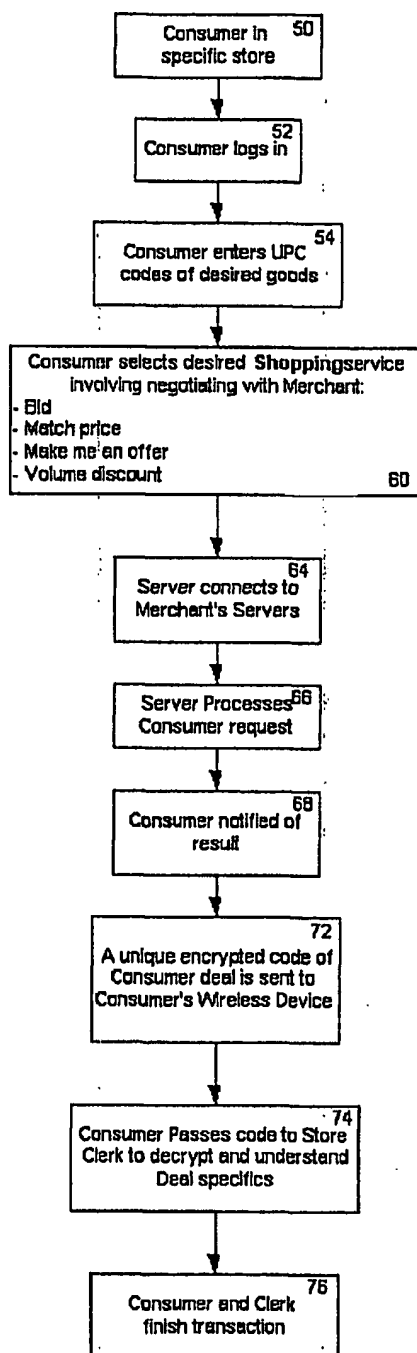 50
Consumer in
specific store
52
Consumer logs in
54
Consumer enters UPC
codes of desired goods
Consumer selects desired Shoppingservice
involving negotiating with Merchant:
- Bid
- Match price
- Make me an offer
- Volume discount
60
64
Server connects to
Merchant's Servers
66
Server Processes
Consumer request
68
Consumer notified of
result
72
A unique encrypted code of
Consumer deal is sent to
Consumer's Wireless Device
74
Consumer Passes code to Store
Clerk to decrypt and understand
Deal specifics
76
Consumer and Clerk
finish transaction